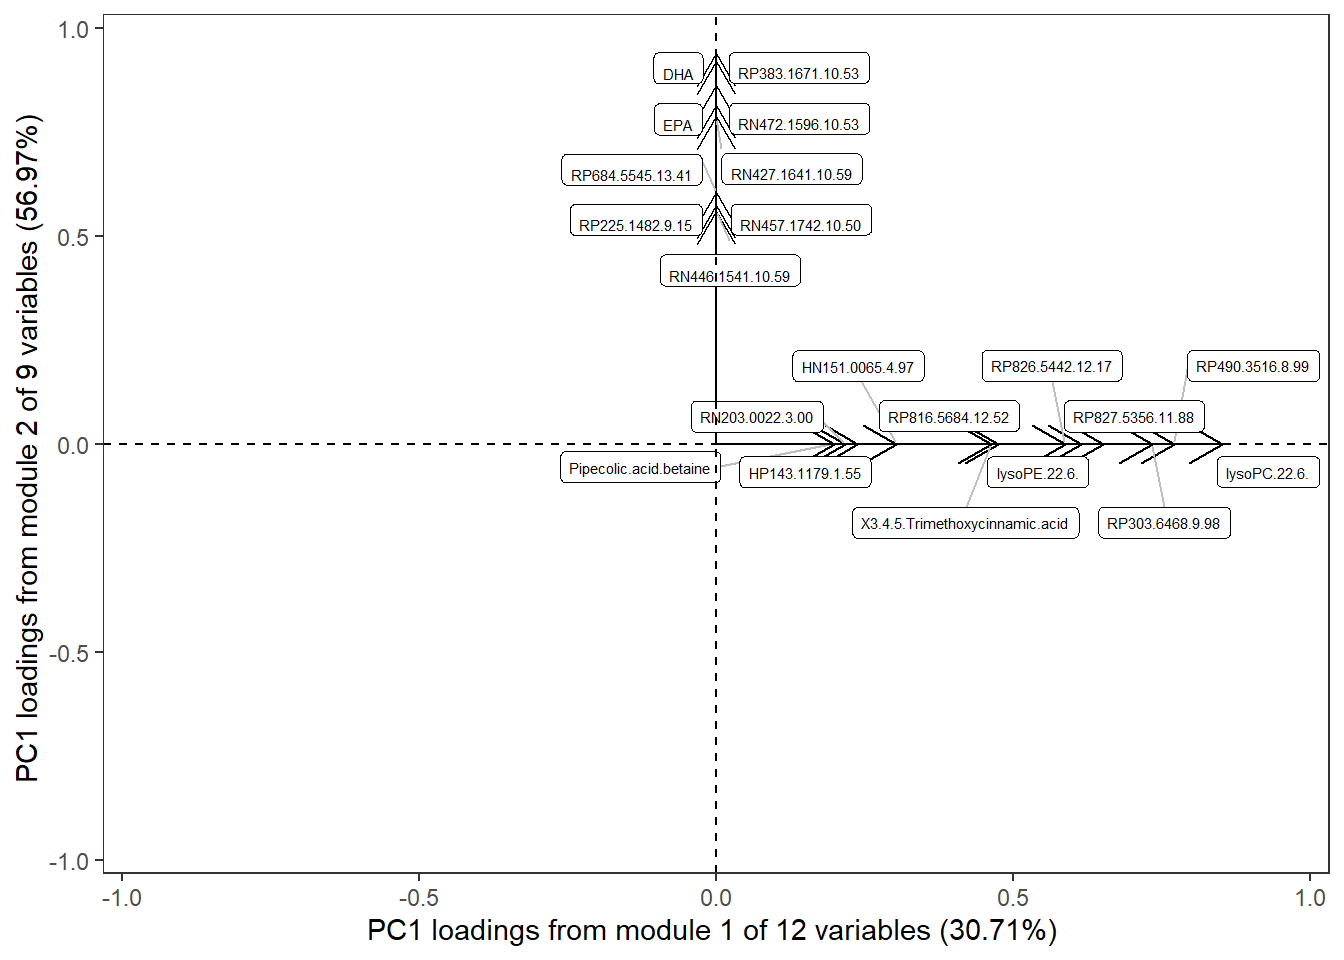 PC1 loadings from module 2 of 9 variables (56.97%)
1.0
0.5
0.0
-0.5
-1.0
DHA
RP383.1671.10.53
EPA
RN472.1596.10.53
RP684.5545.13.41
RN427.1641.10.59
RP225.1482.9.15
RN457.1742.10.50
RN446.1541.10.59
HN151.0065.4.97
RP826.5442.12.17
RP490.3516.8.99
RN203.0022.3.00
RP816.5684.12.52
RP827.5356.11.88
Pipecolic.acid.betaine
HP143.1179.1.55
lysoPE.22.6.
lysoPC.22.6.
X3.4.5.Trimethoxycinnamic.acid
RP303.6468.9.98
-1.0
-0.5
0.0
0.5
1.0
PC1 loadings from module 1 of 12 variables (30.71%)